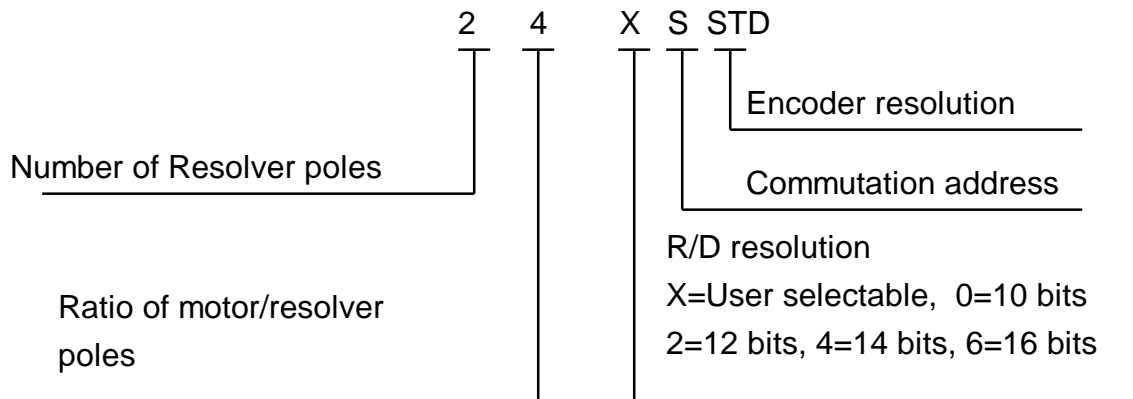 2 4 X S STD
Encoder resolution
Number of Resolver poles
Commutation address
R/D resolution
X=User selectable, 0=10 bits
2=12 bits, 4=14 bits, 6=16 bits
Ratio of motor/resolver
poles